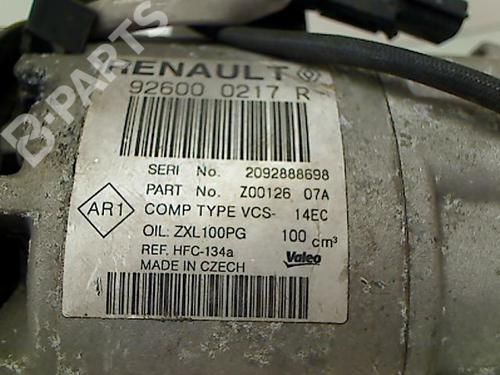 RENAULT
92600 0217 R
SERI No. 2092888698
PART No. Z00126 07A
AR1
COMP TYPE VCS- 14EC
OIL: ZXL100PG 100 cm³
REF. HFC-134a
MADE IN CZECH
Valeo
B-PARTS